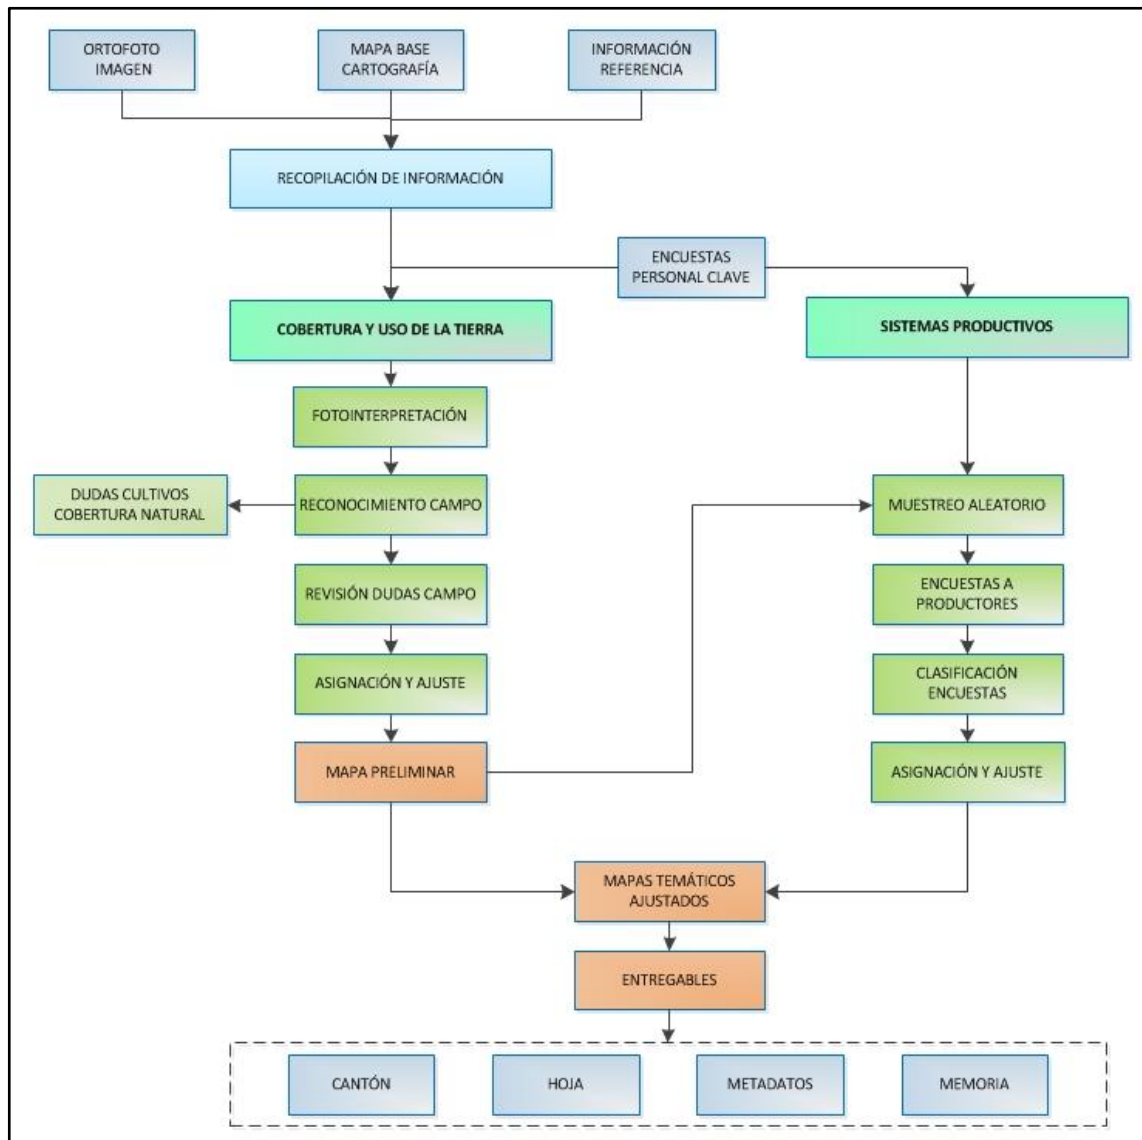 ORTOFOTO
IMAGEN
MAPA BASE
CARTOGRAFÍA
INFORMACIÓN
REFERENCIA
RECOPILACIÓN DE INFORMACIÓN
ENCUESTAS
PERSONAL CLAVE
COBERTURA Y USO DE LA TIERRA
SISTEMAS PRODUCTIVOS
FOTOINTERPRETACIÓN
DUDAS CULTIVOS
COBERTURA NATURAL
RECONOCIMIENTO CAMPO
MUESTREO ALEATORIO
REVISIÓN DUDAS CAMPO
ENCUESTAS A
PRODUCTORES
ASIGNACIÓN Y AJUSTE
CLASIFICACIÓN
ENCUESTAS
MAPA PRELIMINAR
ASIGNACIÓN Y AJUSTE
MAPAS TEMÁTICOS
AJUSTADOS
ENTREGABLES
CANTÓN
HOJA
METADATOS
MEMORIA